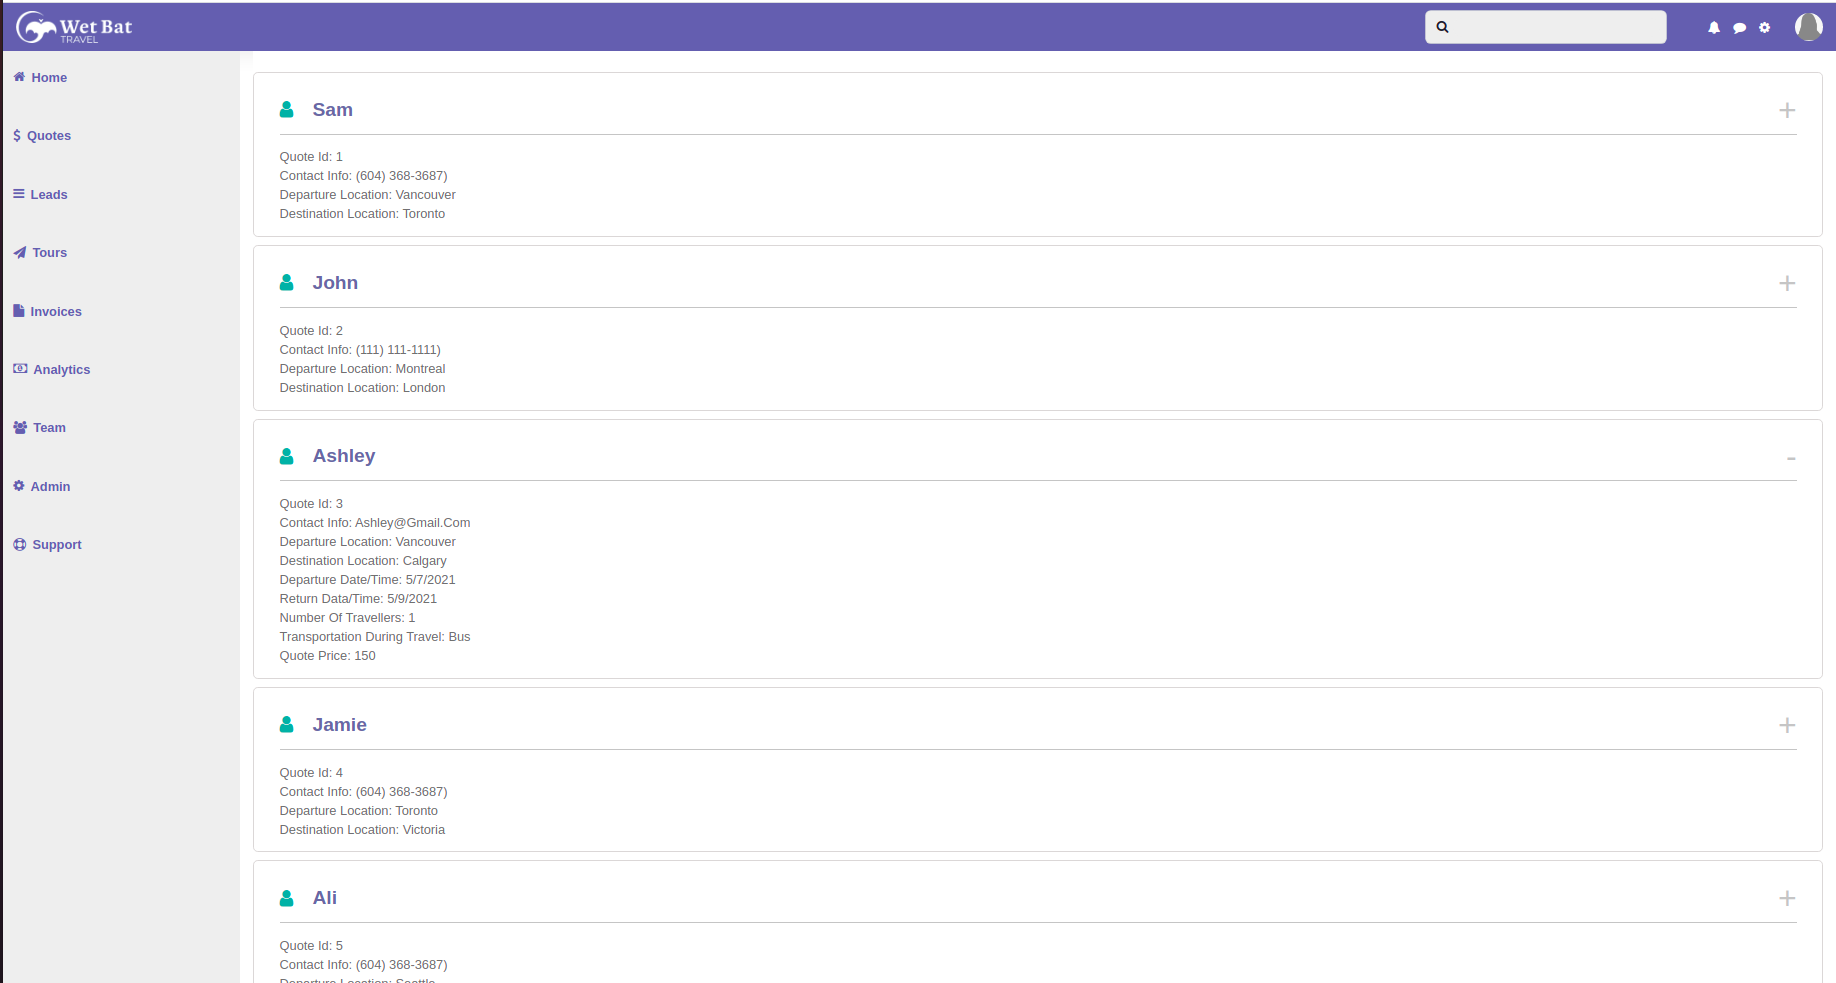 Wet Bat
TRAVEL
Home
Quotes
Leads
Tours
Invoices
Analytics
Team
Admin
Support
Sam
+
Quote Id: 1
Contact Info: (604) 368-3687)
Departure Location: Vancouver
Destination Location: Toronto
John
+
Quote Id: 2
Contact Info: (111) 111-1111)
Departure Location: Montreal
Destination Location: London
Ashley
-
Quote Id: 3
Contact Info: Ashley@Gmail.Com
Departure Location: Vancouver
Destination Location: Calgary
Departure Date/Time: 5/7/2021
Return Data/Time: 5/9/2021
Number Of Travellers: 1
Transportation During Travel: Bus
Quote Price: 150
Jamie
+
Quote Id: 4
Contact Info: (604) 368-3687)
Departure Location: Toronto
Destination Location: Victoria
Ali
+
Quote Id: 5
Contact Info: (604) 368-3687)
Departure Location: Seattle